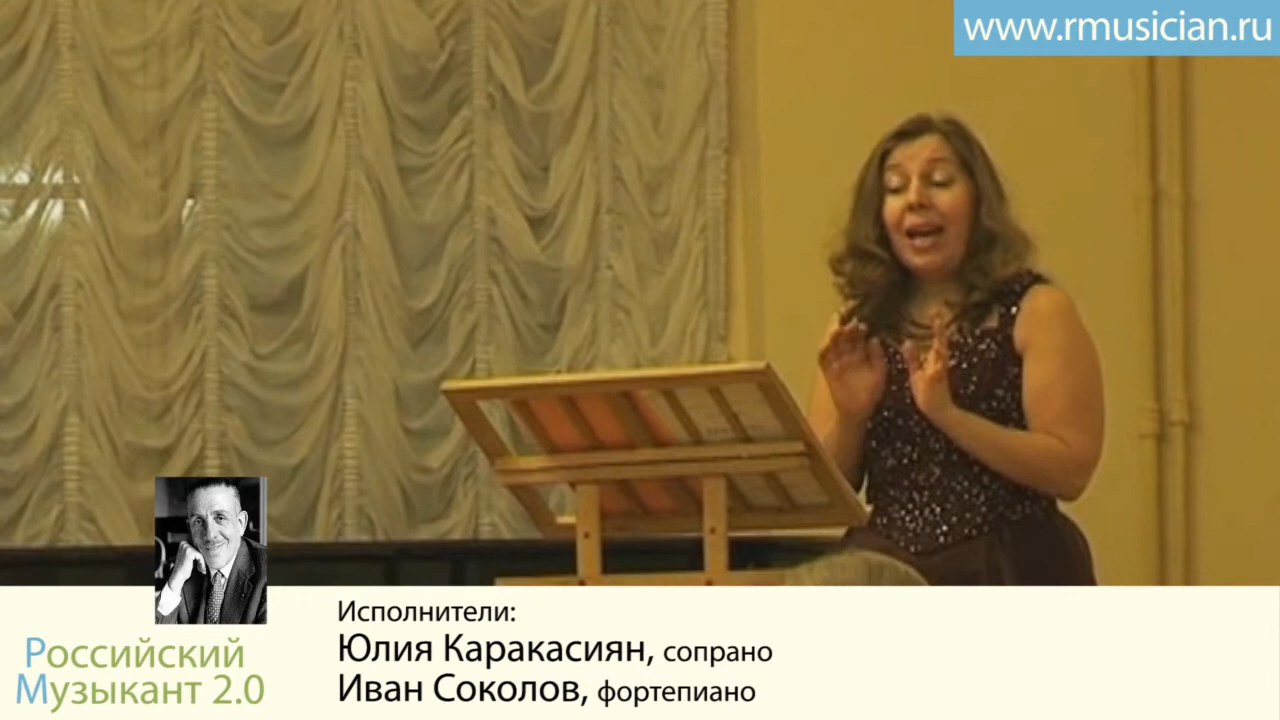 www.rmusician.ru
Исполнители:
Юлия Каракасиян, сопрано
Иван Соколов, фортепиано
Российский
Музыкант 2.0